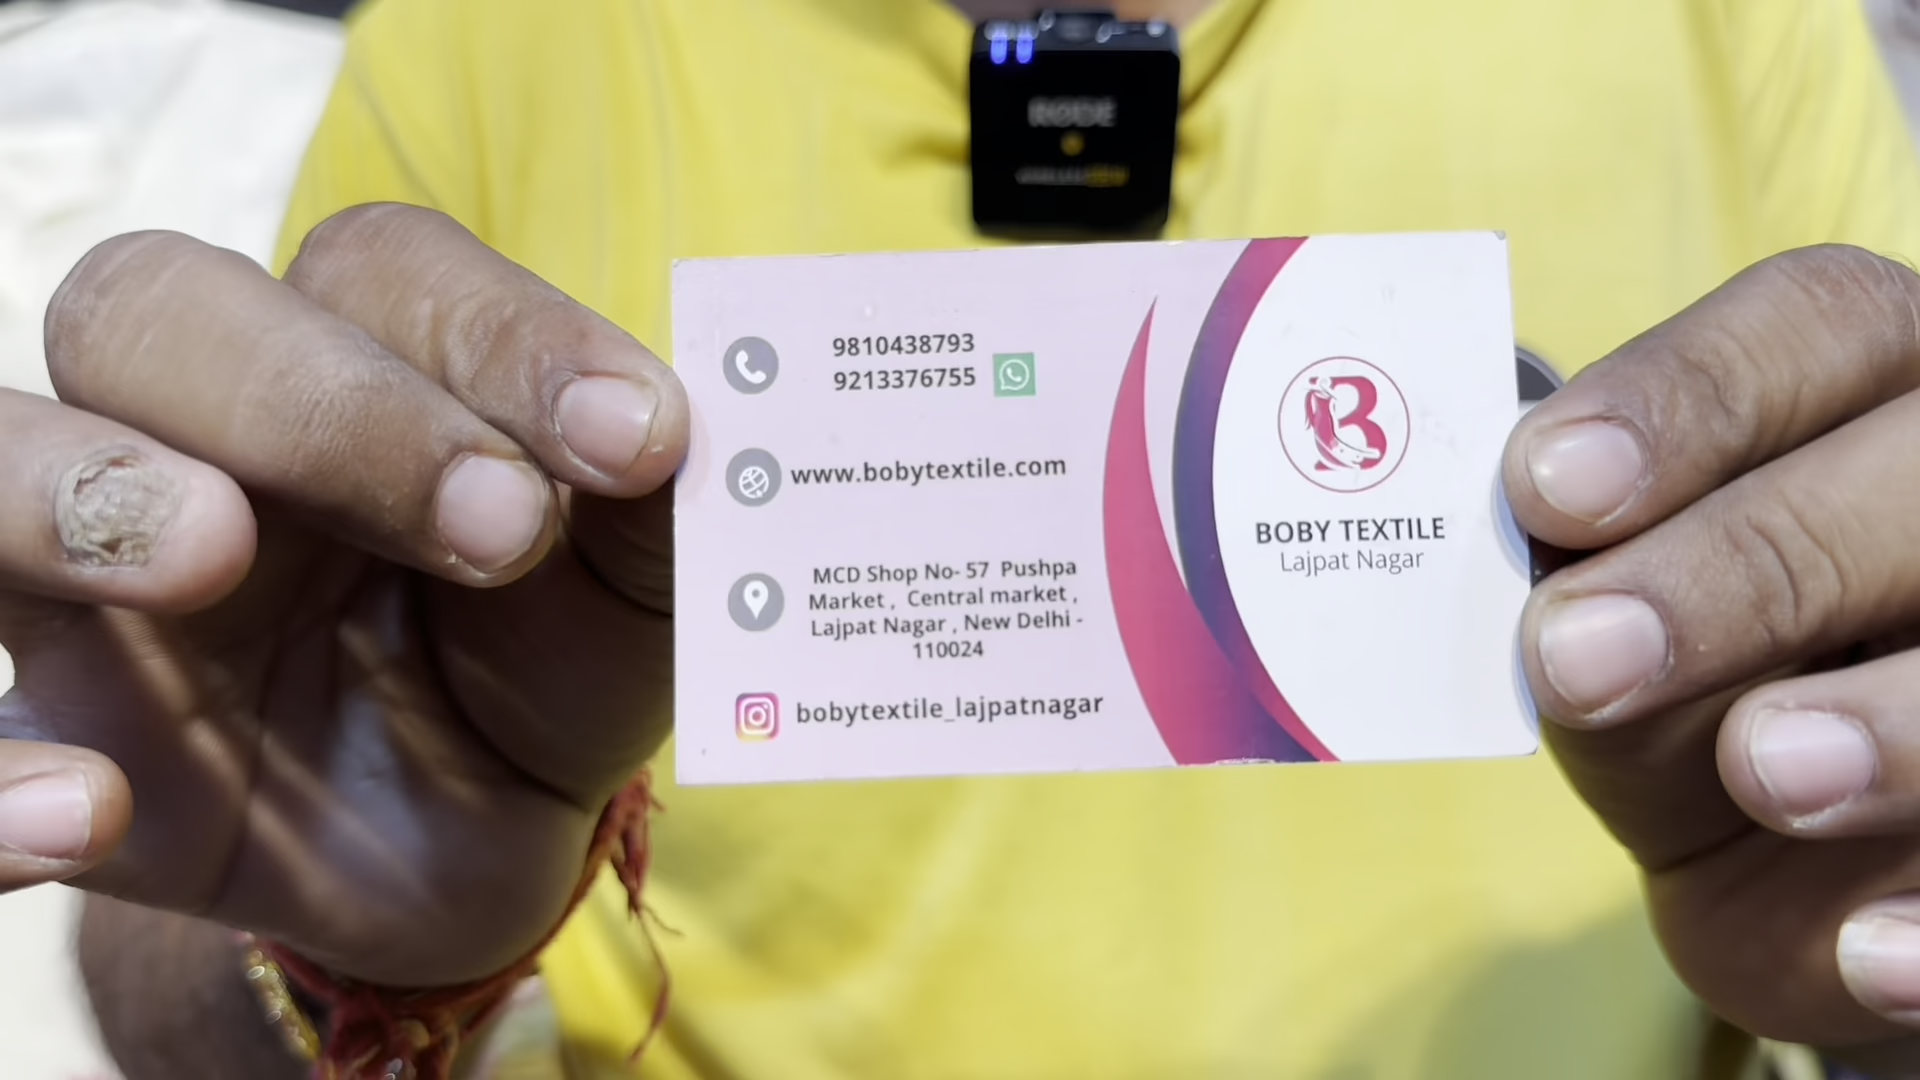 RØDE
9810438793
9213376755
www.bobytextile.com
MCD Shop No- 57 Pushpa
Market , Central market ,
Lajpat Nagar , New Delhi -
110024
bobytextile_lajpatnagar
B
BOBY TEXTILE
Lajpat Nagar